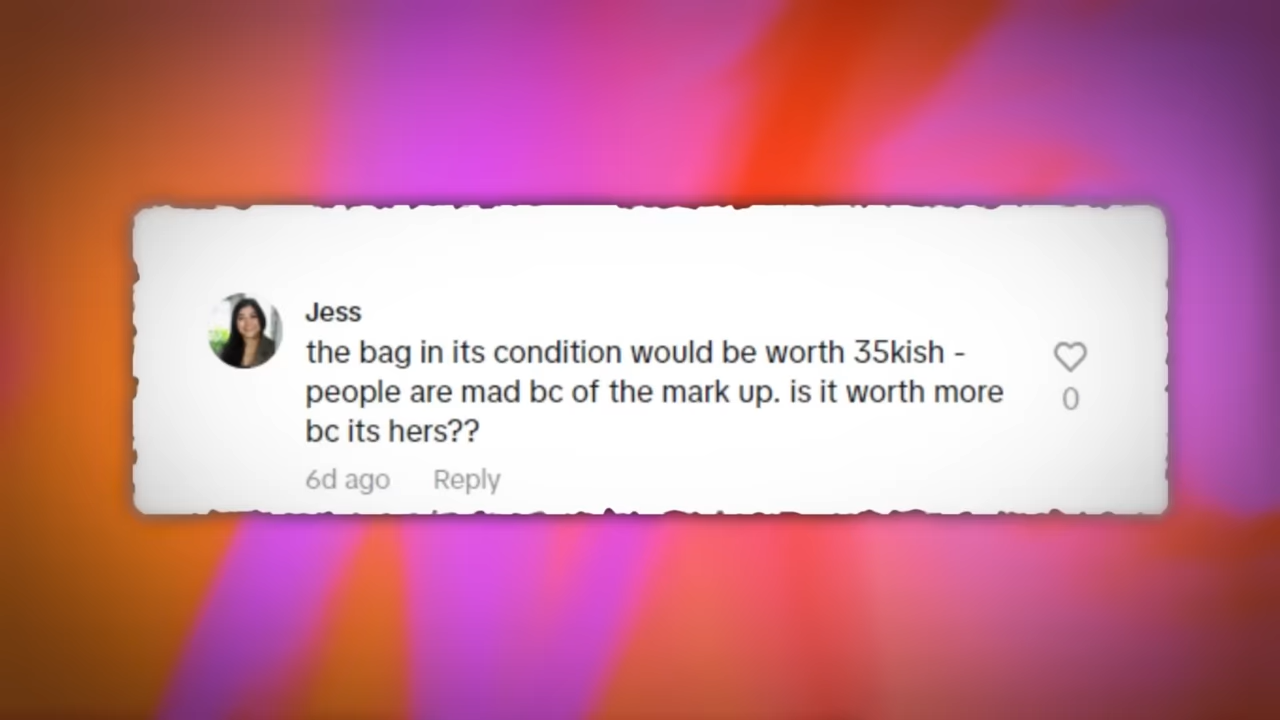 Jess
the bag in its condition would be worth 35kish -
people are mad bc of the mark up. is it worth more
bc its hers??
6d ago Reply
0